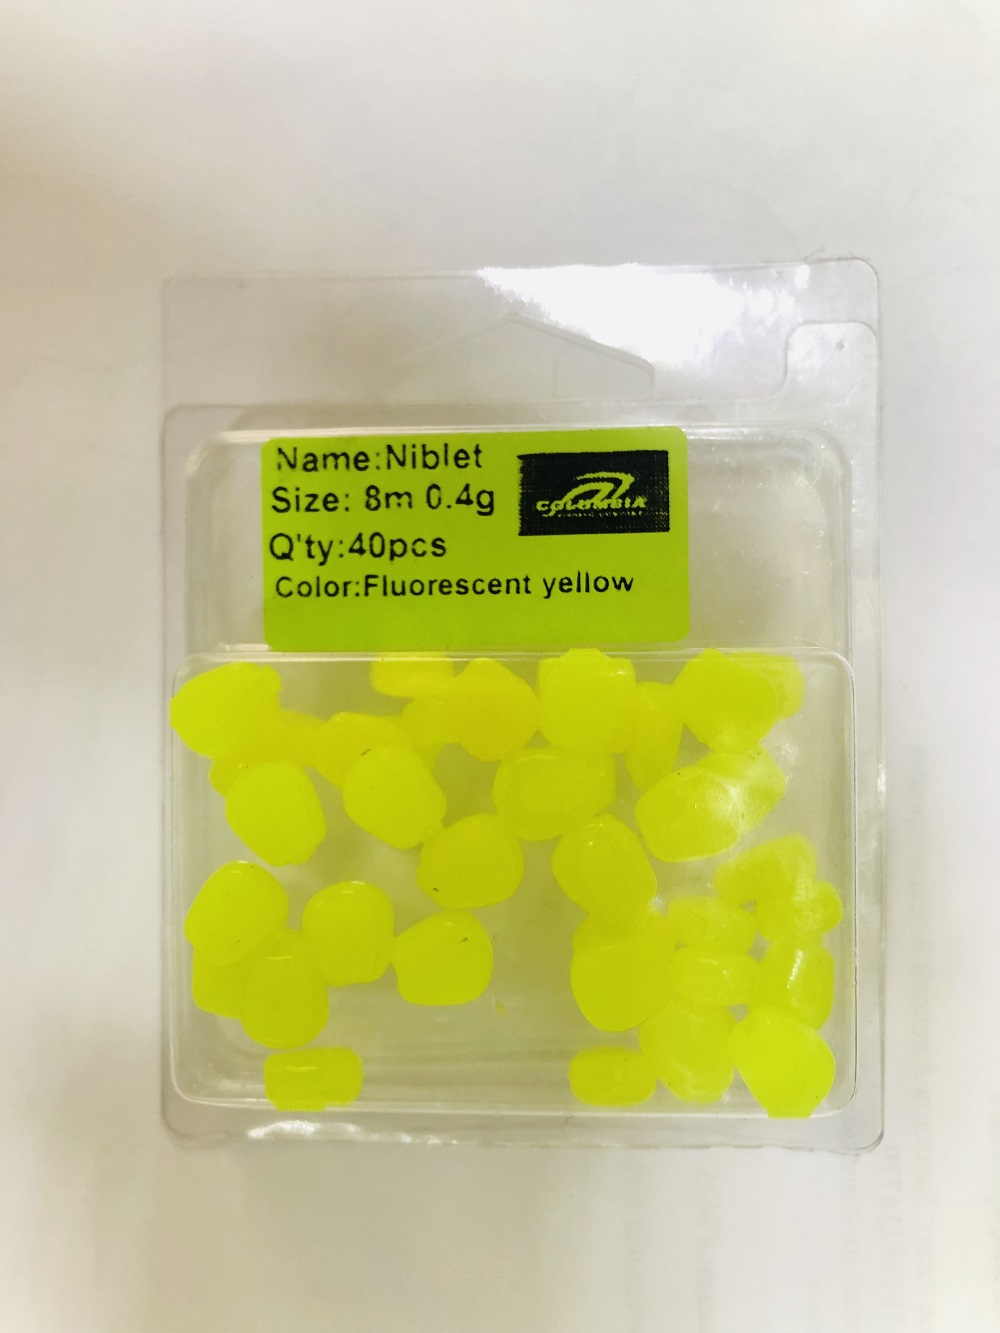 Name:Niblet
Size: 8m 0.4g
Q'ty:40pcs
Color:Fluorescent yellow
COLUMBIA